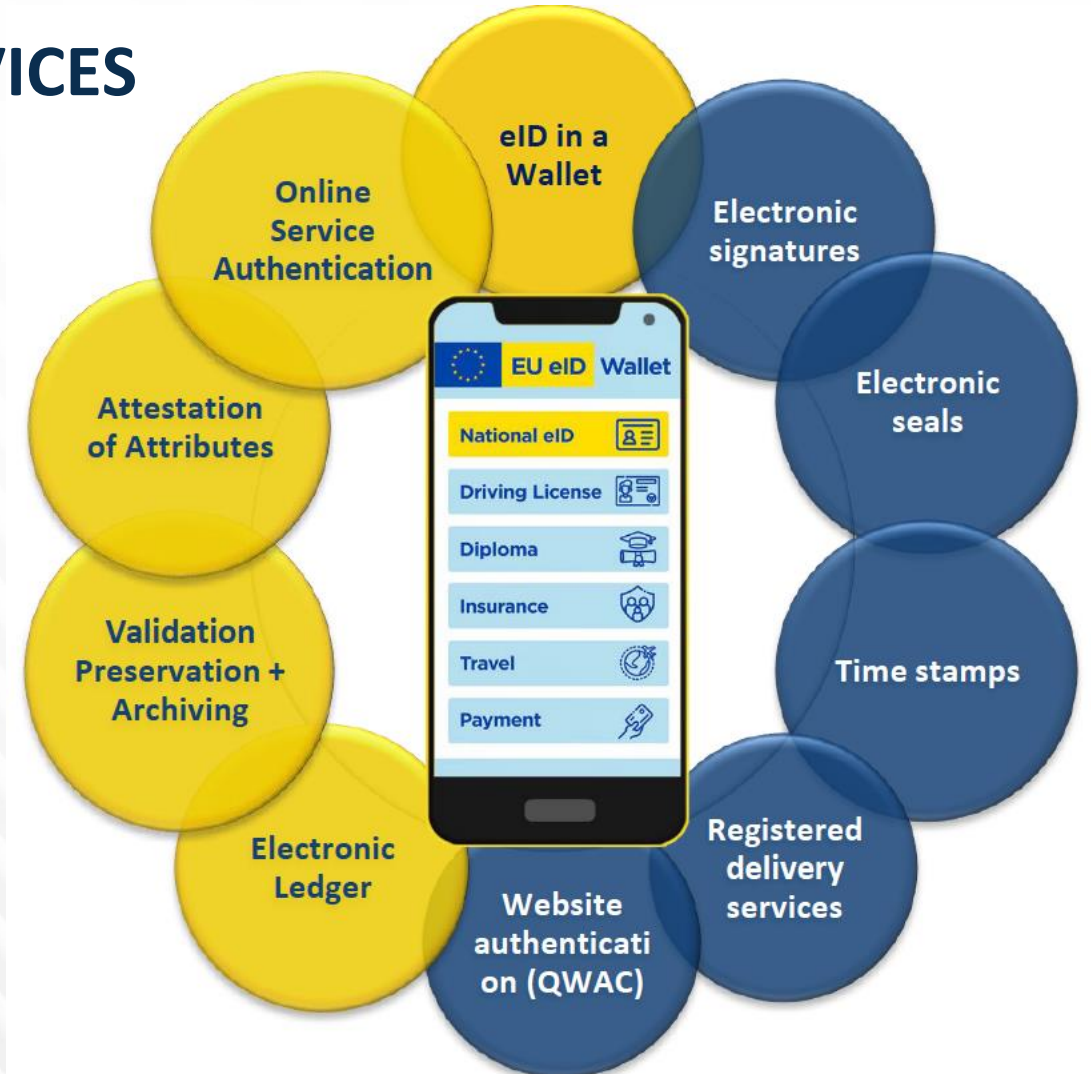 VICES
eID in a
Wallet
Electronic
signatures
Electronic
seals
Time stamps
Registered
delivery
services
Website
authenticati
on (QWAC)
Electronic
Ledger
Validation
Preservation +
Archiving
Attestation
of Attributes
Online
Service
Authentication
EU eID Wallet
National eID
Driving License
Diploma
Insurance
Travel
Payment